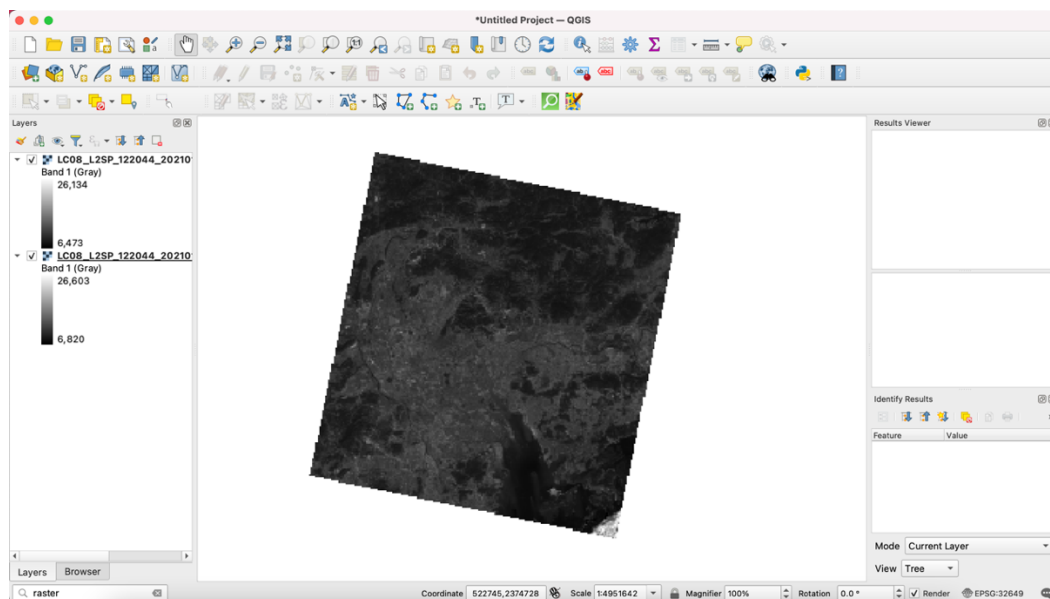 *Untitled Project — QGIS
Layers
LC08_L2SP_122044_20210
Band 1 (Gray)
26,134
6,473
LC08_L2SP_122044_20210
Band 1 (Gray)
26,603
6,820
Results Viewer
Identify Results
Feature Value
Mode Current Layer
View Tree
Layers Browser
raster
Coordinate 522745,2374728 Scale 1:4951642 Magnifier 100% Rotation 0.0 ° Render EPSG:32649